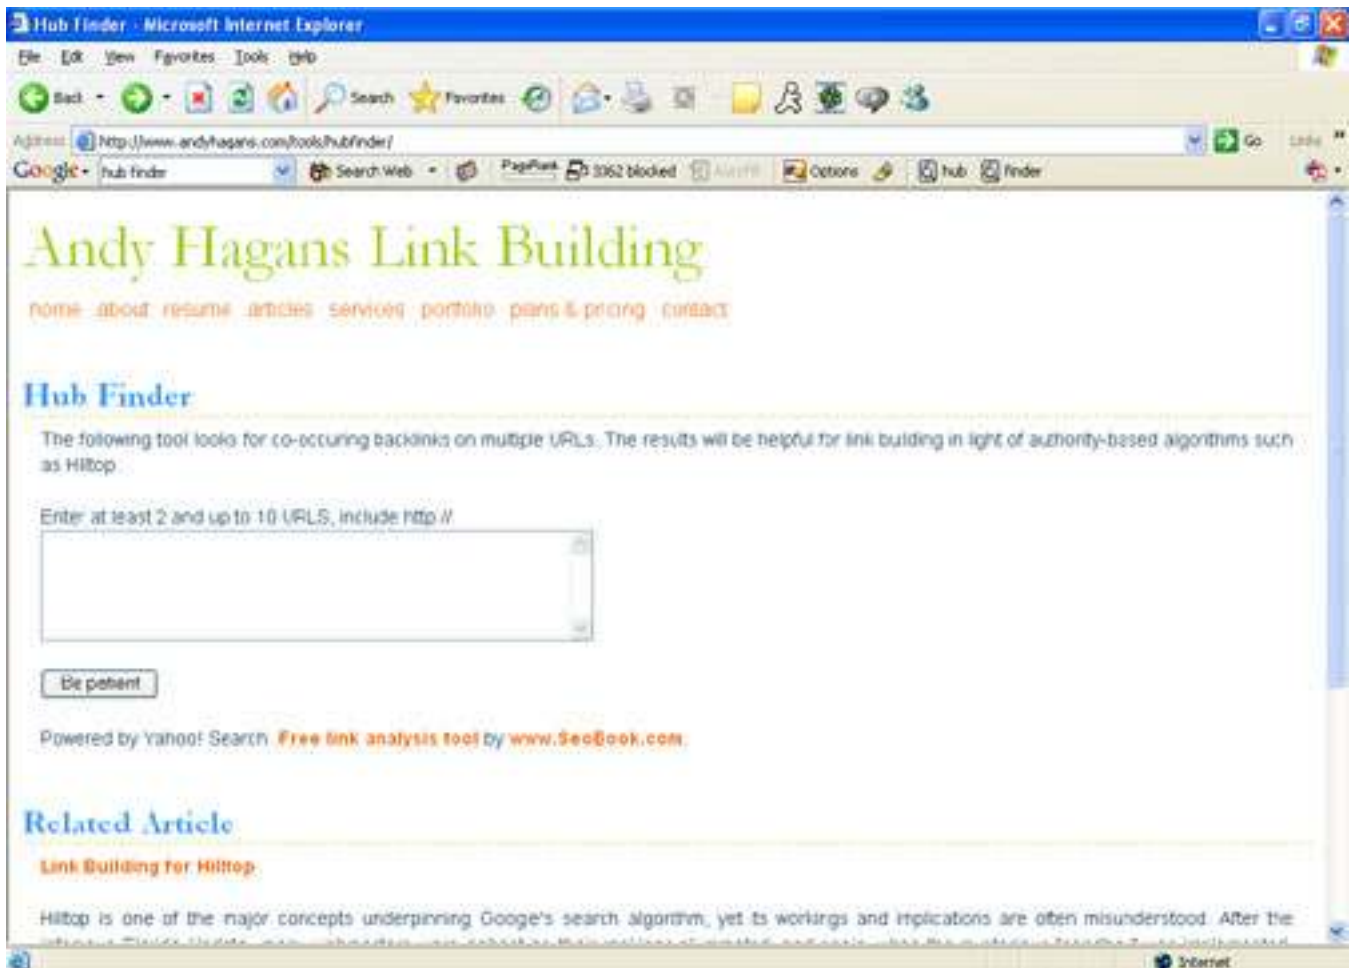 Hub Finder - Microsoft Internet Explorer
File Edit View Favorites Tools Help
Back Search Favorites
Address http://www.andyhagans.com/tools/hubfinder/ Go Links
Google hub finder Search Web PageRank 3362 blocked AutoFill Options hub finder
Andy Hagans Link Building
home about resume articles services portfolio plans & pricing contact
Hub Finder
The following tool looks for co-occuring backlinks on multiple URLs. The results will be helpful for link building in light of authority-based algorithms such
as Hilltop.
Enter at least 2 and up to 10 URLS, include http://
Be patient
Powered by Yahoo! Search. Free link analysis tool by www.SeoBook.com.
Related Article
Link Building for Hilltop
Hilltop is one of the major concepts underpinning Googe's search algorithm, yet its workings and implications are often misunderstood. After the
Internet